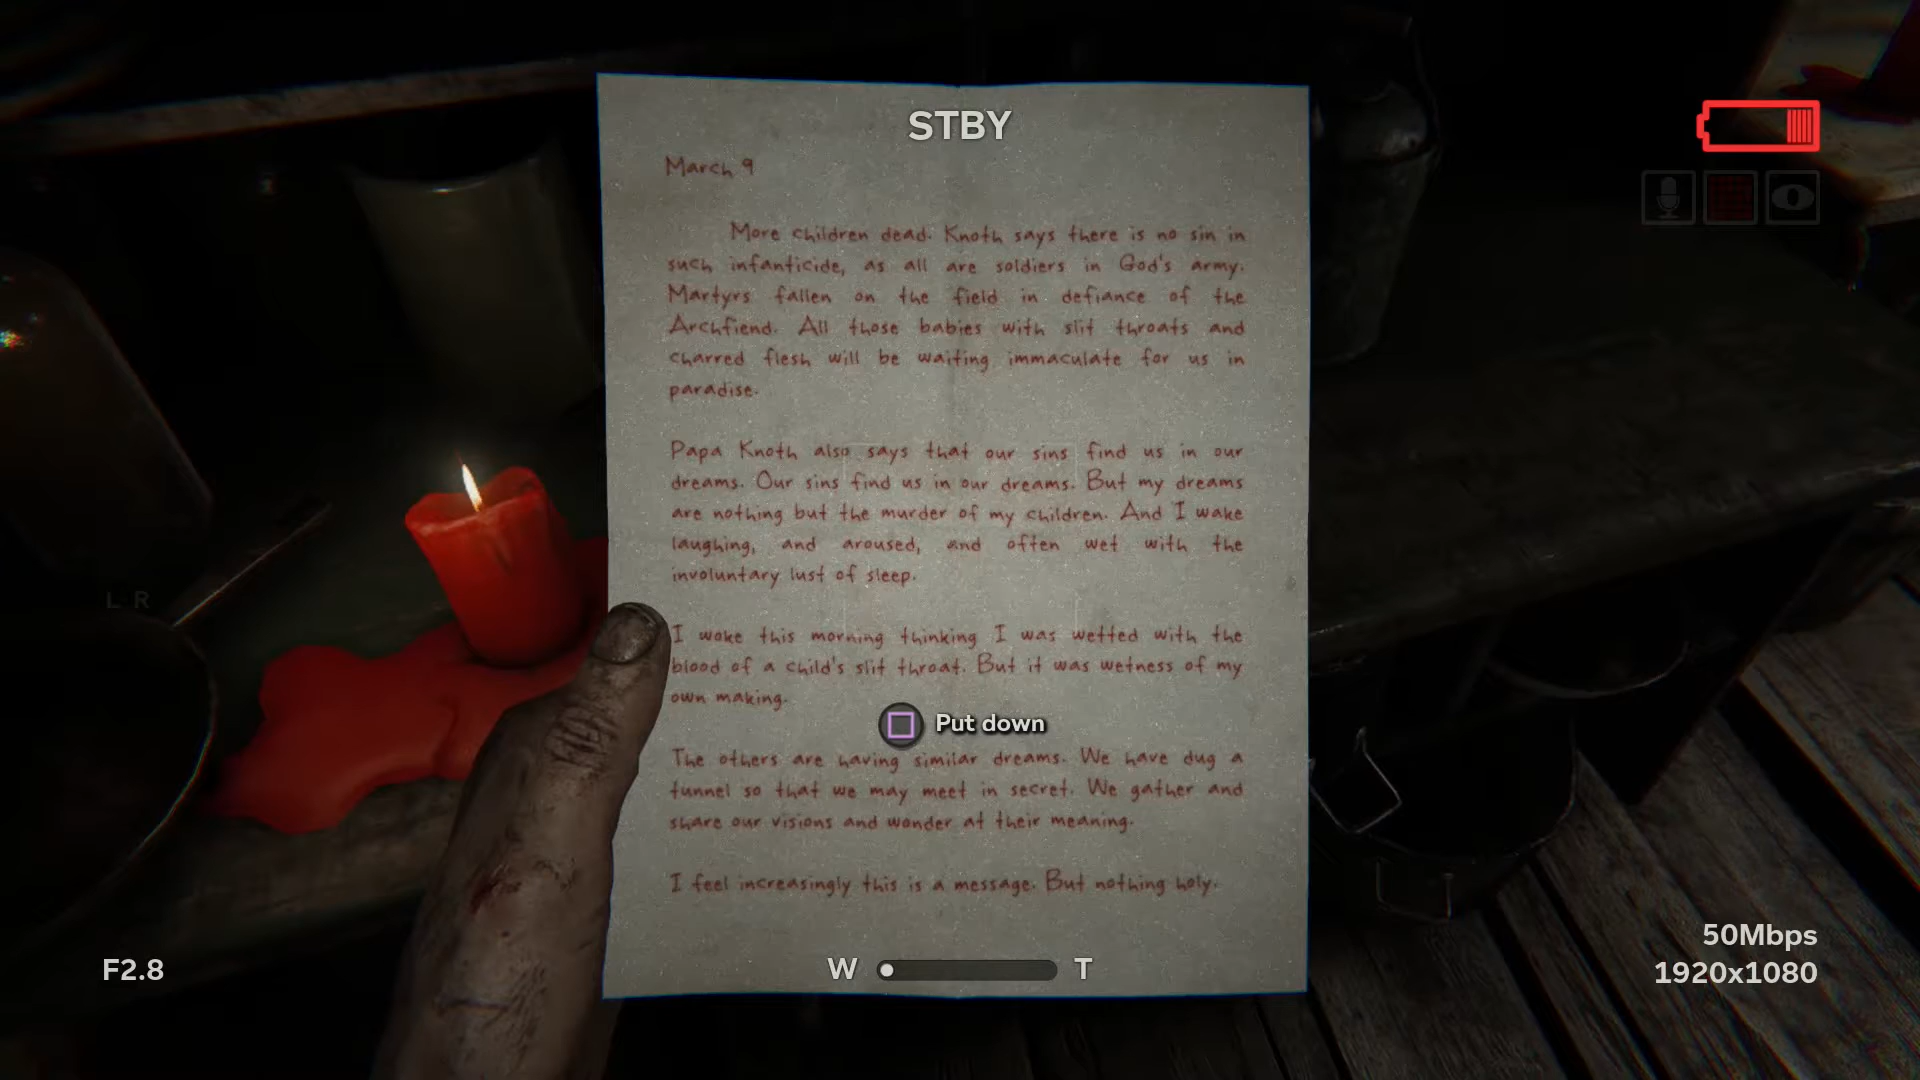 STBY
March 9
More children dead. Knoth says there is no sin in
such infanticide, as all are soldiers in God's army.
Martyrs fallen on the field in defiance of the
Archfiend. All those babies with slit throats and
charred flesh will be waiting immaculate for us in
paradise.
Papa Knoth also says that our sins find us in our
dreams. Our sins find us in our dreams. But my dreams
are nothing but the murder of my children. And I wake
laughing, and aroused, and often wet with the
involuntary lust of sleep.
L R
I woke this morning thinking I was wetted with the
blood of a child's slit throat. But it was wetness of my
own making.
Put down
The others are having similar dreams. We have dug a
tunnel so that we may meet in secret. We gather and
share our visions and wonder at their meaning.
I feel increasingly this is a message. But nothing holy.
F2.8
W T
50Mbps
1920x1080